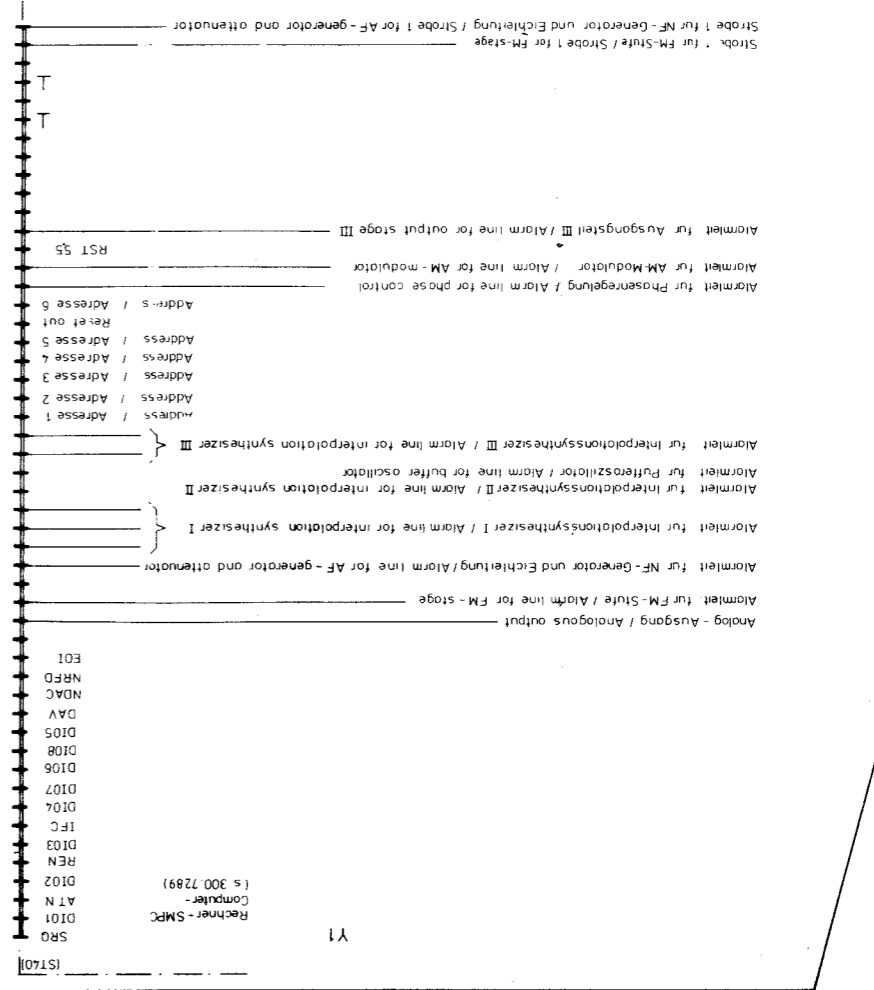 (ST40)
Y1
Rechner-SMPC
Computer-
(s 300.7289)
SRQ
DIO1
ATN
DIO2
REN
DIO3
IFC
DIO4
DIO7
DIO6
DIO8
DIO5
DAV
NDAC
NRFD
EOI
Analog - Ausgang / Analogous output
Alarmleit. fur FM-Stufe / Alarm line for FM - stage
Alarmleit fur NF-Generator und Eichleitung / Alarm line for AF - generator and attenuator
Alarmleit fur Interpolationssynthesizer I / Alarm line for interpolation synthesizer I
Alarmleit fur Interpolationssynthesizer II / Alarm line for interpolation synthesizer II
Alarmleit fur Pufferoszillator / Alarm line for buffer oscillator
Alarmleit fur Interpolationssynthesizer III / Alarm line for interpolation synthesizer III
Address / Adresse 1
Address / Adresse 2
Address / Adresse 3
Address / Adresse 4
Address / Adresse 5
Reset out
Address / Adresse 6
Alarmleit fur Phasenregelung / Alarm line for phase control
Alarmleit fur AM-Modulator / Alarm line for AM - modulator
RST 5,5
Alarmleit fur Ausgangsteil III / Alarm line for output stage III
Strobe 1 fur FM-Stufe / Strobe 1 for FM-stage
Strobe 1 fur NF-Generator und Eichleitung / Strobe 1 for AF-generator and attenuator